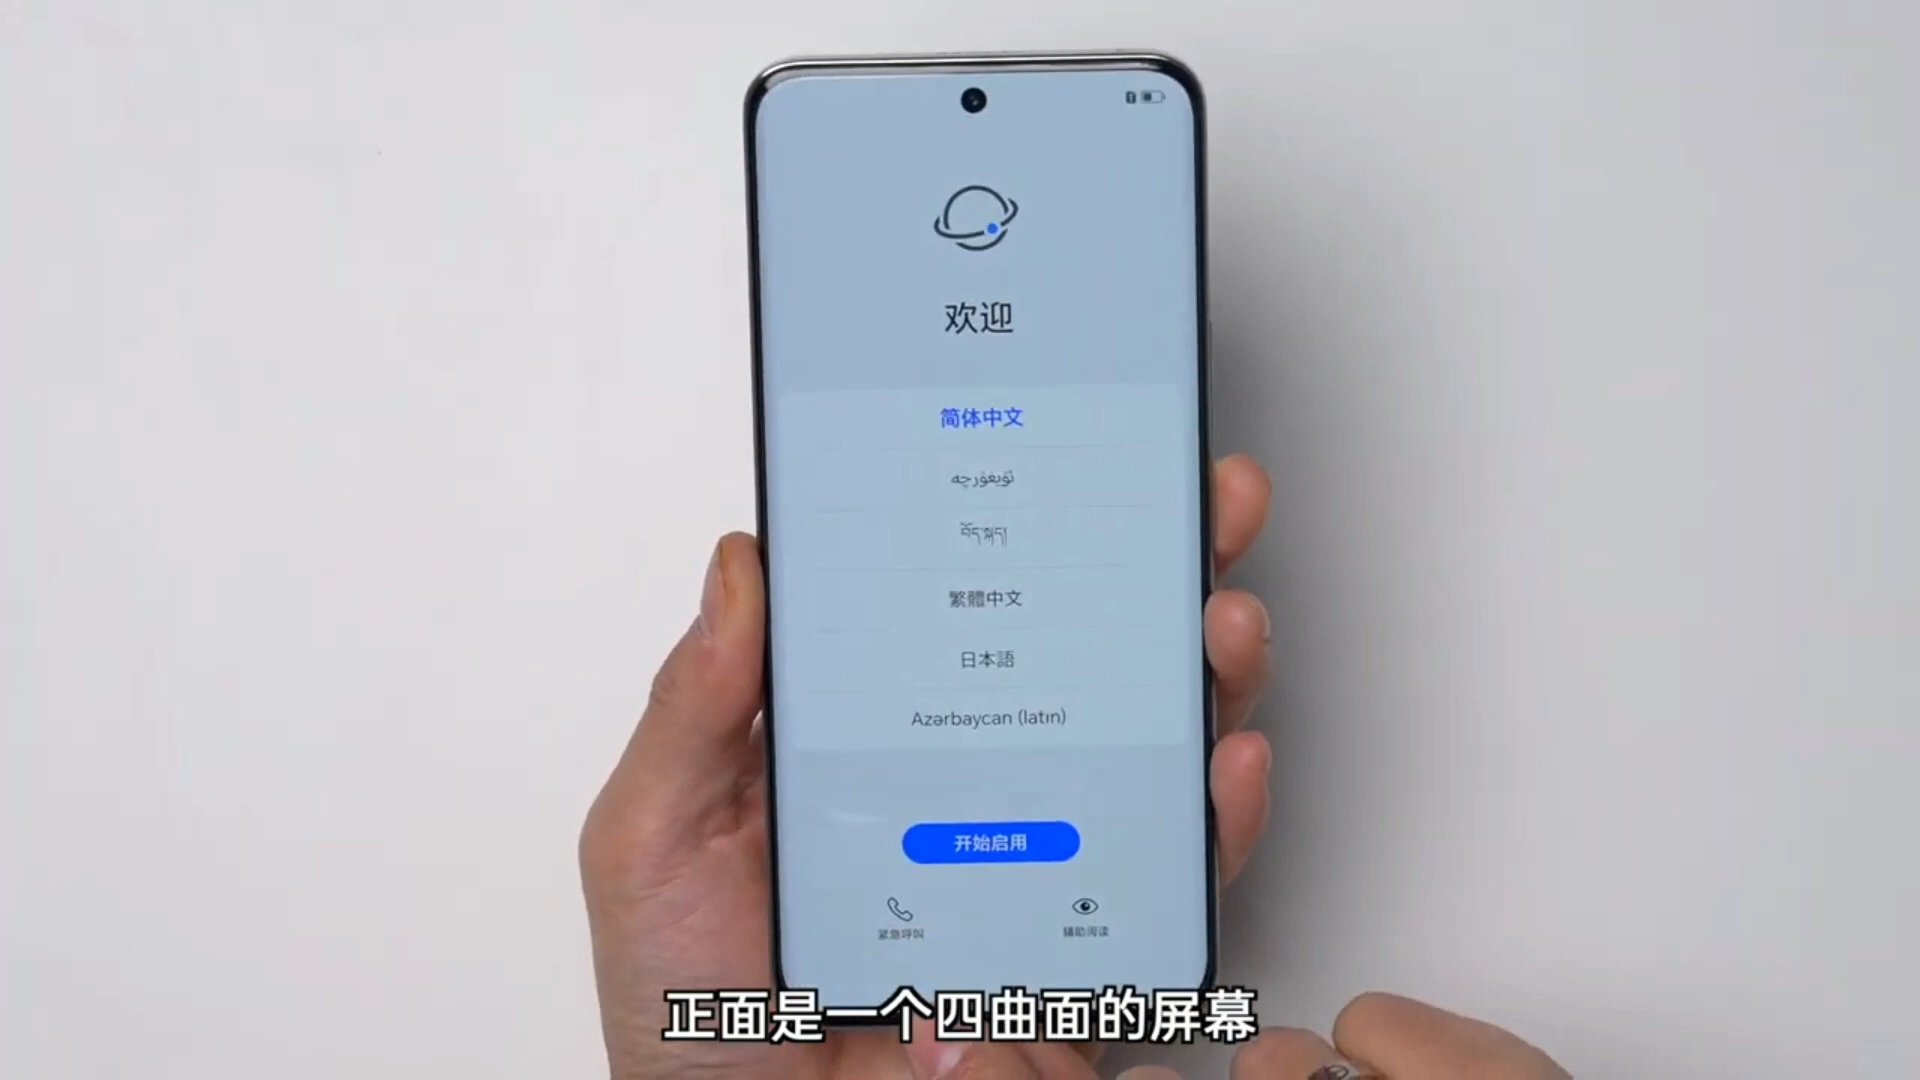 欢迎
简体中文
ئۇيغۇرچە
བོད་སྐད།
繁體中文
日本語
Azərbaycan (latın)
开始启用
紧急呼叫
辅助阅读
正面是一个四曲面的屏幕